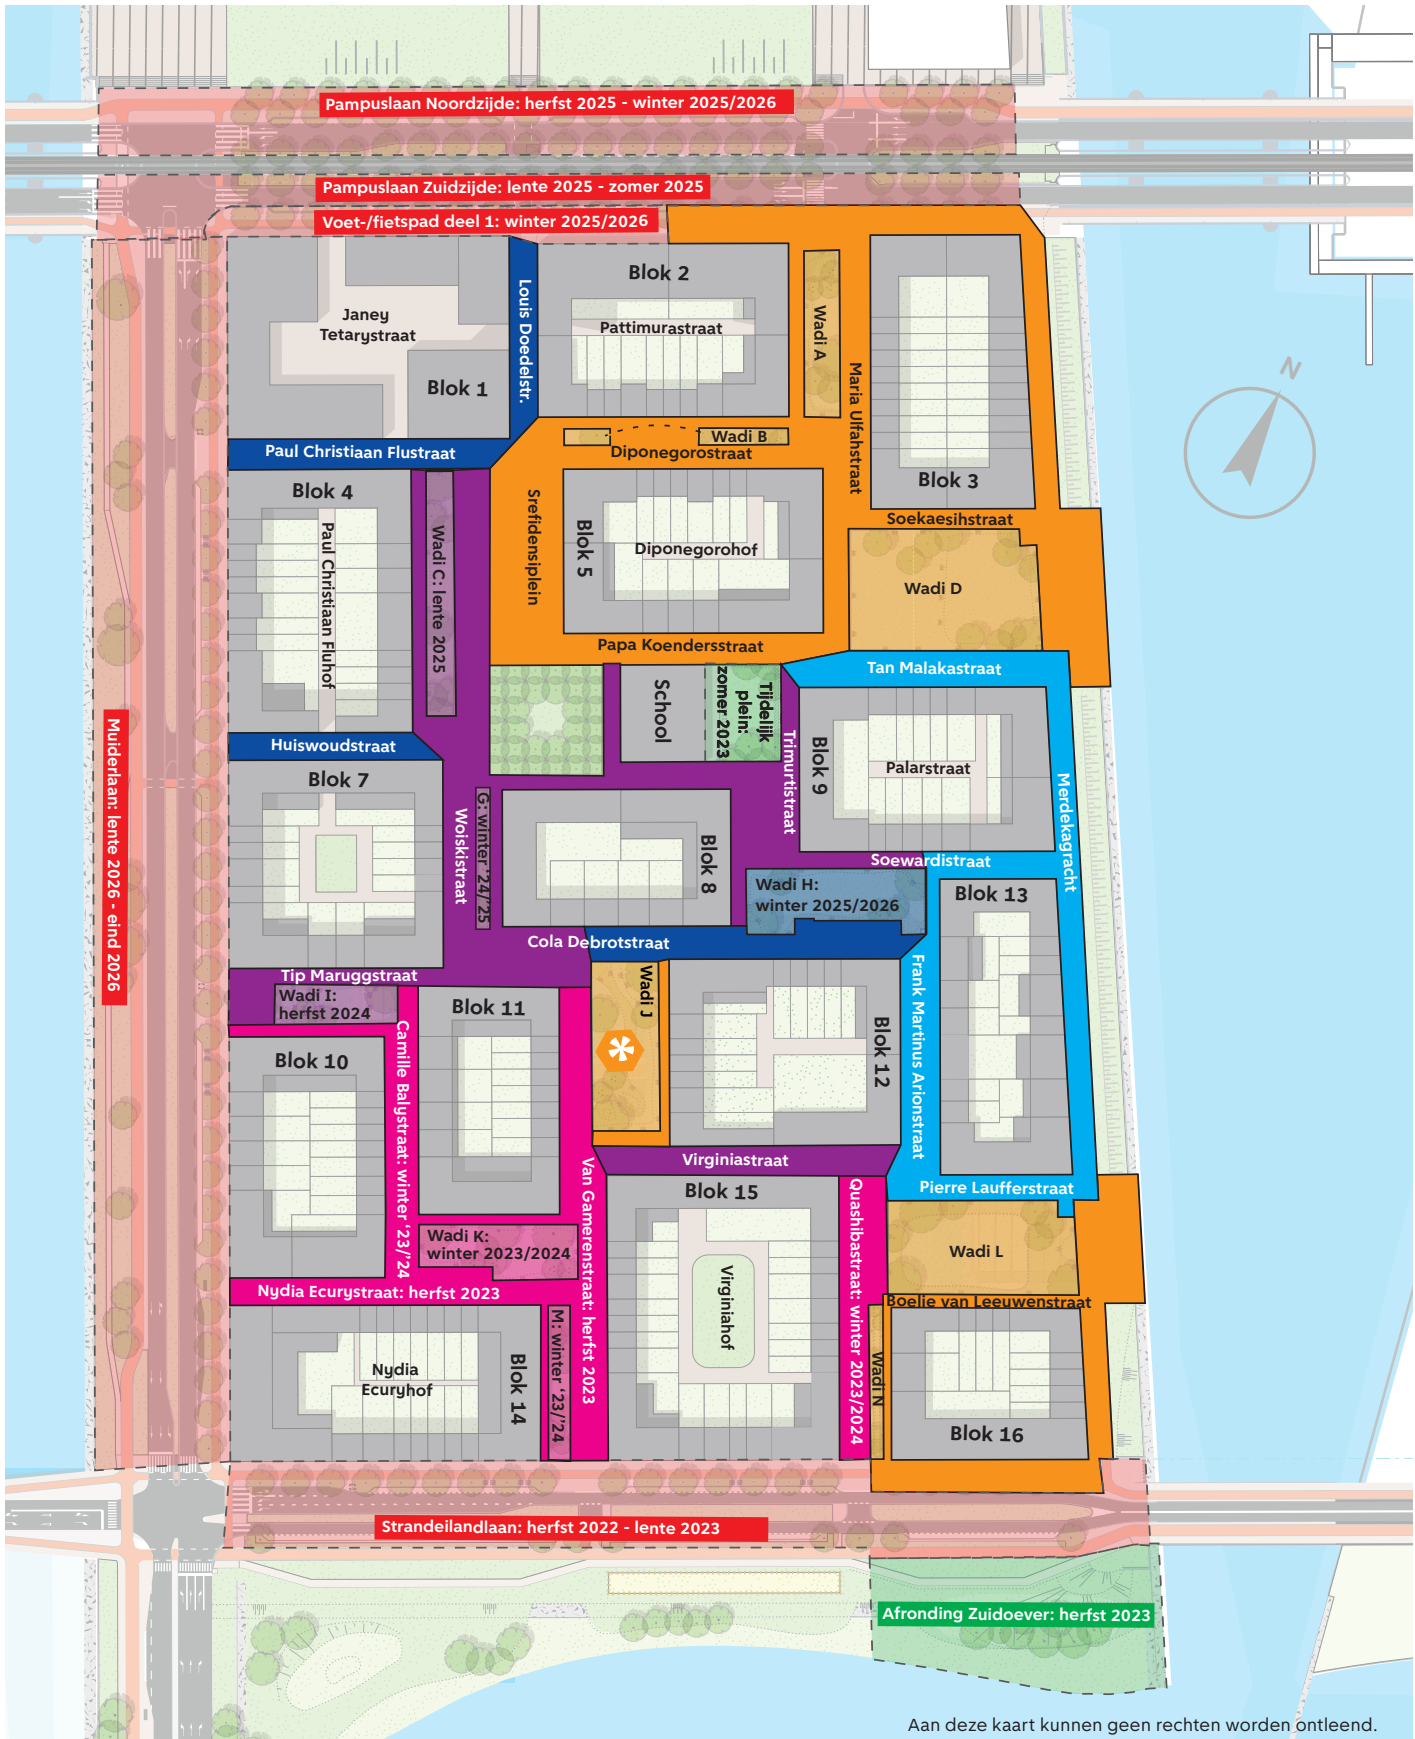 Pampuslaan Noordzijde: herfst 2025 - winter 2025/2026
Pampuslaan Zuidzijde: lente 2025 - zomer 2025
Voet-/fietspad deel 1: winter 2025/2026
N
Janey
Tetarystraat
Blok 1
Louis Doedelstr.
Blok 2
Pattimurastraat
Wadi A
Maria Ulfahstraat
Blok 3
Paul Christiaan Flustraat
Wadi B
Diponegorostraat
Soekaesihstraat
Blok 4
Paul Christiaan Fluhof
Wadi C: lente 2025
Srefidensiplein
Blok 5
Diponegorohof
Wadi D
Papa Koendersstraat
Tan Malakastraat
School
Tijdelijk
plein:
zomer 2023
Trimurtistraat
Huiswoudstraat
Blok 7
Woiskistraat
G: winter '24/'25
Blok 8
Blok 9
Palarstraat
Merdekagracht
Soewardistraat
Muiderlaan: lente 2026 - eind 2026
Wadi H:
winter 2025/2026
Blok 13
Cola Debrotstraat
Tip Maruggstraat
Wadi I:
herfst 2024
Blok 11
Wadi J
Blok 12
Frank Martinus Arionstraat
Blok 10
Camille Balystraat: winter '23/'24
Van Gamerenstraat: herfst 2023
Virginiastraat
Pierre Laufferstraat
Blok 15
Virginiahof
Quashibastraat: winter 2023/2024
Wadi K:
winter 2023/2024
Wadi L
Nydia Ecurystraat: herfst 2023
Boelie van Leeuwenstraat
Nydia
Ecuryhof
Blok 14
M: winter '23/'24
Wadi N
Blok 16
Strandeilandlaan: herfst 2022 - lente 2023
Afronding Zuidoever: herfst 2023
Aan deze kaart kunnen geen rechten worden ontleend.